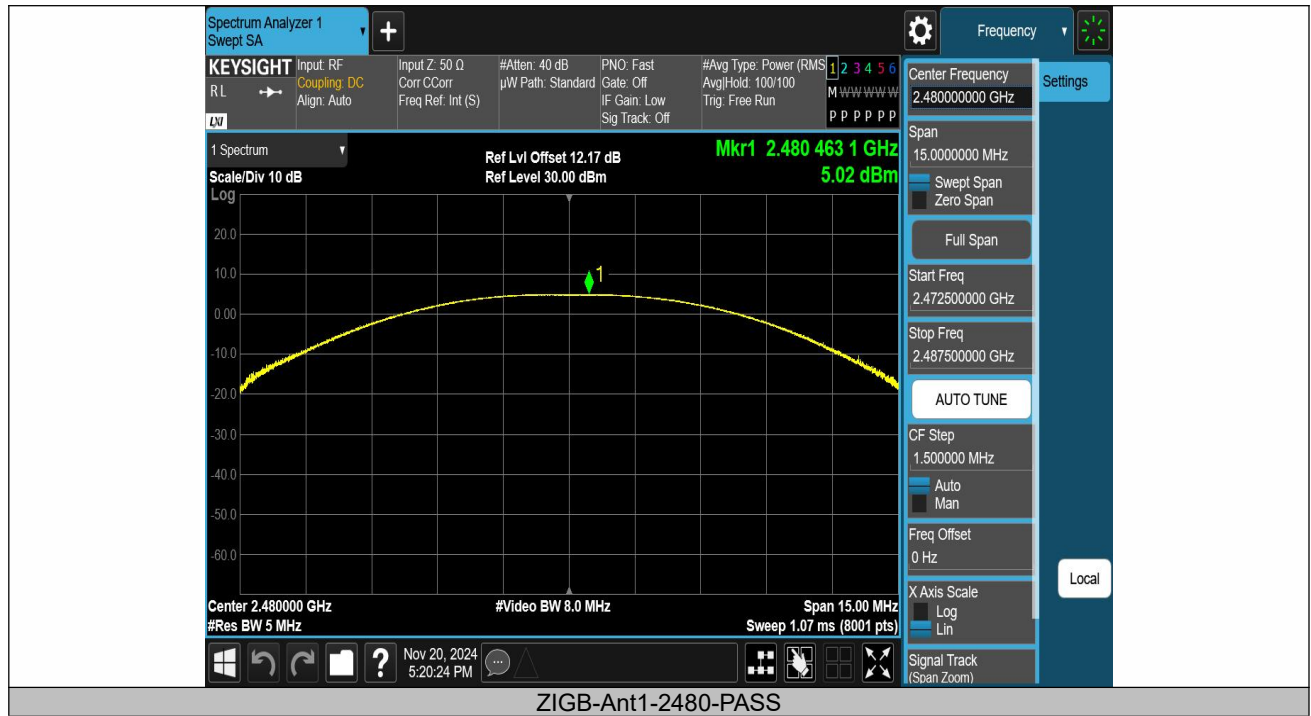 Spectrum Analyzer 1
Swept SA
Frequency
KEYSIGHT
RL
LXI
Input: RF
Coupling: DC
Align: Auto
Input Z: 50 Ω
Corr CCorr
Freq Ref: Int (S)
#Atten: 40 dB
µW Path: Standard
PNO: Fast
Gate: Off
IF Gain: Low
Sig Track: Off
#Avg Type: Power (RMS
Avg|Hold: 100/100
Trig: Free Run
1 2 3 4 5 6
M W W W W W
P P P P P P
1 Spectrum
Scale/Div 10 dB
Ref Lvl Offset 12.17 dB
Ref Level 30.00 dBm
Mkr1 2.480 463 1 GHz
5.02 dBm
Log
20.0
10.0
0.00
-10.0
-20.0
-30.0
-40.0
-50.0
-60.0
1
Center 2.480000 GHz
#Res BW 5 MHz
#Video BW 8.0 MHz
Span 15.00 MHz
Sweep 1.07 ms (8001 pts)
Center Frequency
2.480000000 GHz
Settings
Span
15.0000000 MHz
Swept Span
Zero Span
Full Span
Start Freq
2.472500000 GHz
Stop Freq
2.487500000 GHz
AUTO TUNE
CF Step
1.500000 MHz
Auto
Man
Freq Offset
0 Hz
X Axis Scale
Log
Lin
Local
Signal Track
(Span Zoom)
?
Nov 20, 2024
5:20:24 PM
ZIGB-Ant1-2480-PASS